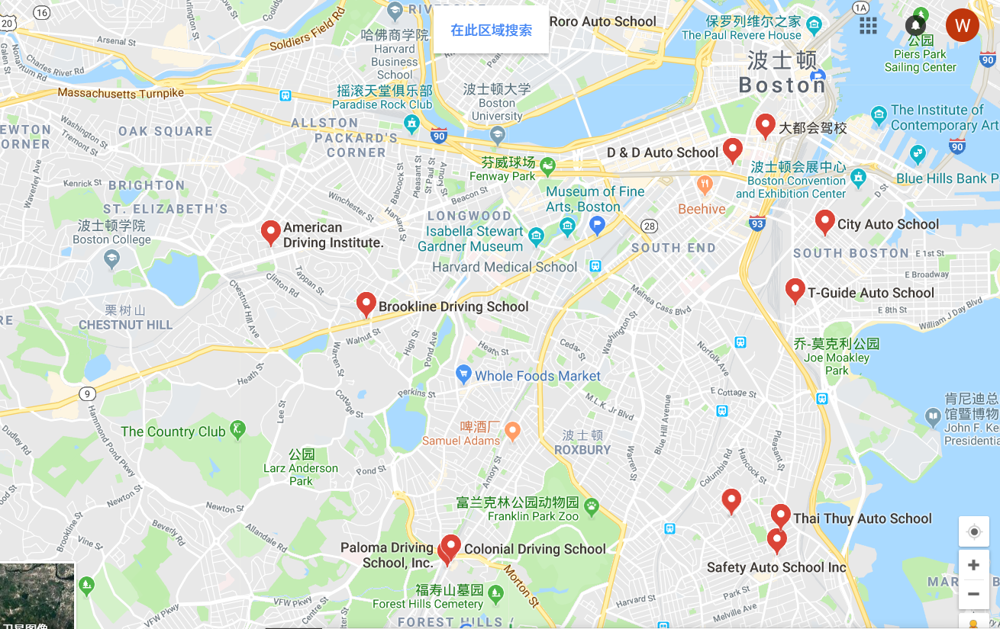 16
20
1A
Arlington St
Coolidg
Soldiers Field Rd
RIVERSIDE
在此区域搜索
Roro Auto School
保罗列维尔之家
The Paul Revere House
W
公园
Piers Park
Sailing Center
90
Arsenal St
Galen St
Nonantum Rd
Charles River Rd
哈佛商学院
Harvard
Business
School
波士顿
Boston
Massachusetts Turnpike
摇滚天堂俱乐部
Paradise Rock Club
波士顿大学
Boston
University
The Institute of
Contemporary Art
EWTON
ORNER
Washington St
Tremont St
OAK SQUARE
ALLSTON
PACKARD'S
CORNER
90
大都会驾校
90
D & D Auto School
Waverley Ave
Kenrick St
BRIGHTON
Babcock St
Pleasant St
St Paul St
Amory St
芬威球场
Fenway Park
波士顿会展中心
Boston Convention
and Exhibition Center
D St
Blue Hills Bank P
Winchester St
Beacon St
Harvard St
Museum of Fine
Arts, Boston
Beehive
ST. ELIZABETH'S
LONGWOOD
28
93
波士顿学院
Boston College
American
Driving Institute.
Isabella Stewart
Gardner Museum
City Auto School
SOUTH END
SOUTH BOSTON
E 1st St
Harvard Medical School
E Broadway
Tappan St
Clinton Rd
Chestnut Hill Ave
Melnea Cass Blvd
T-Guide Auto School
Brookline Driving School
E 8th St
William J Day Blvd
栗树山
CHESTNUT HILL
RE
Walnut St
High St
Pond Ave
Washington St
Warren St
Heath St
Cedar St
Norfolk Ave
乔-莫克利公园
Joe Moakley
Park
Heath St
Whole Foods Market
9
Perkins St
Cottage St
M.L.K. Jr Blvd
E Cottage St
肯尼迪总
馆暨博物
John F. Ke
Presidentia
Lee St
Hammond Pond Pkwy
Dudley Rd
The Country Club
啤酒厂
Samuel Adams
波士顿
ROXBURY
Blue Hill Avenue
Pleasant St
公园
Larz Anderson
Park
Pond St
Amory St
Warren St
Columbia Rd
Hancock St
Newton St
Newton St
富兰克林公园动物园
Franklin Park Zoo
Thai Thuy Auto School
Brookline St
Beverly Rd
Allandale Rd
Vine St
Paloma Driving
School, Inc.
Colonial Driving School
Safety Auto School Inc
Morton St
福寿山墓园
Forest Hills Cemetery
VFW Pkwy
VFW Pkwy
Centre St
Park St
Melville Ave
FOREST HILLS /
卫星图像